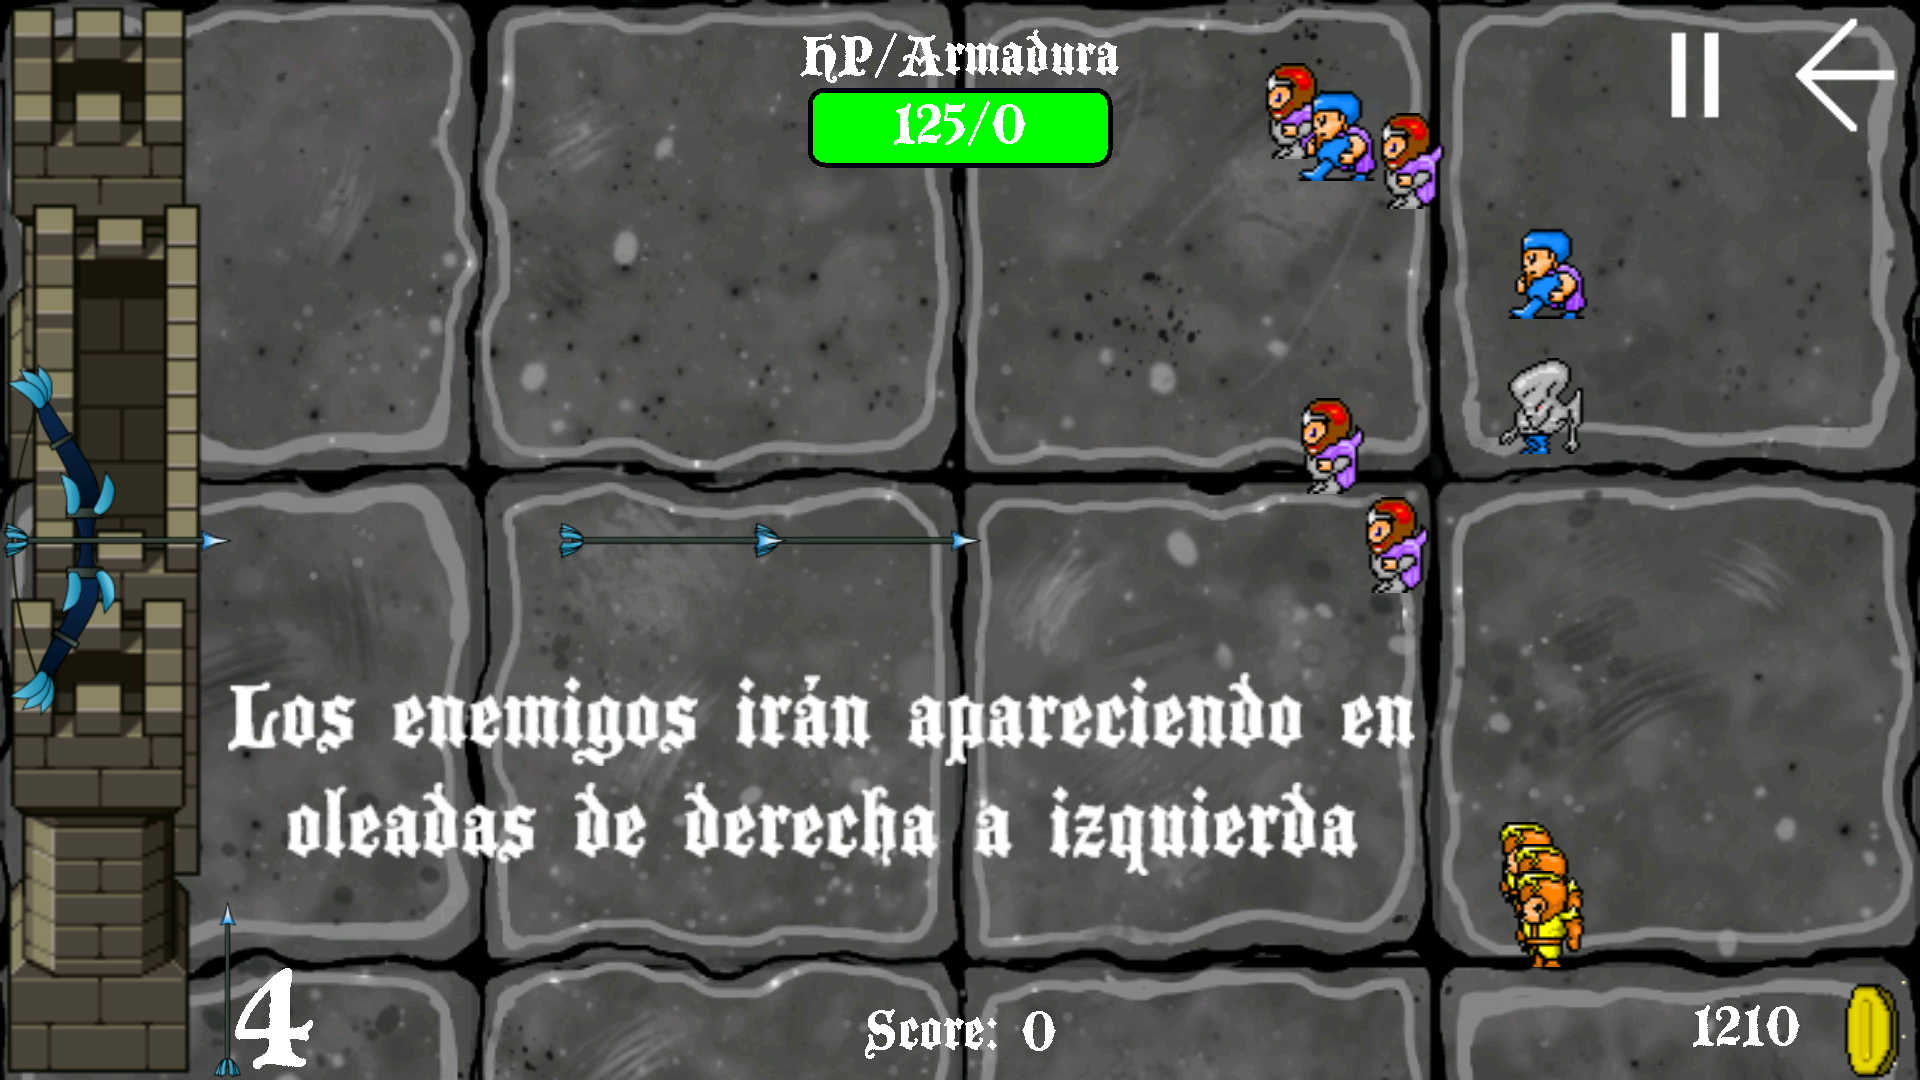 HP/Armadura
125/0
Los enemigos irán apareciendo en
oleadas de derecha a izquierda
4
Score: 0
1210